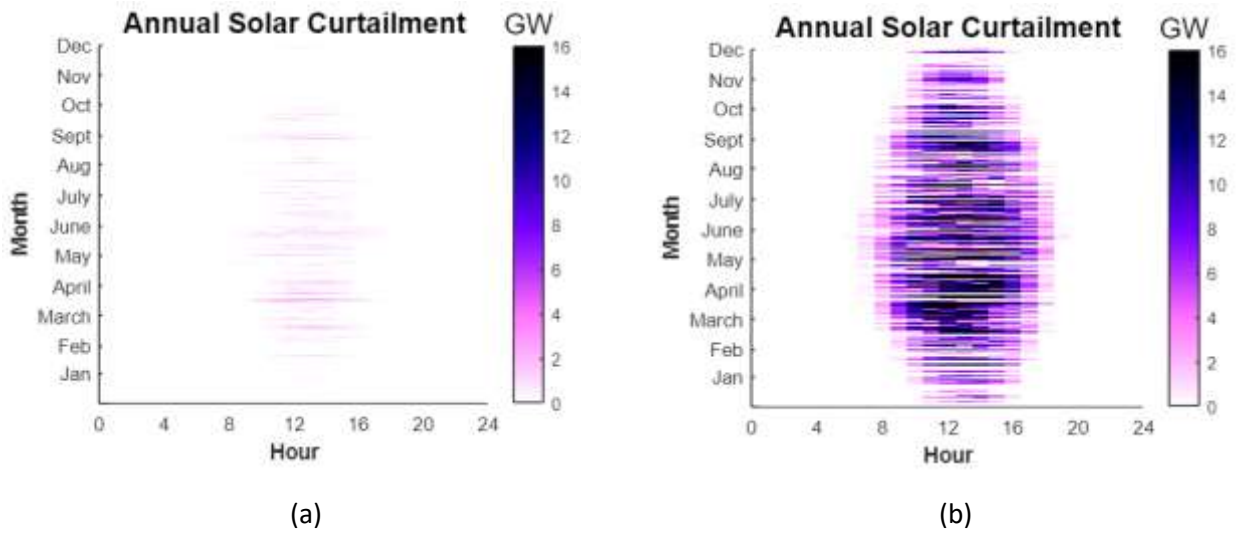 Annual Solar Curtailment GW
Dec
Nov
Oct
Sept
Aug
July
June
May
April
March
Feb
Jan
Month
0 4 8 12 16 20 24
Hour
16
14
12
10
8
6
4
2
0
(a)
Annual Solar Curtailment GW
Dec
Nov
Oct
Sept
Aug
July
June
May
April
March
Feb
Jan
Month
0 4 8 12 16 20 24
Hour
16
14
12
10
8
6
4
2
0
(b)